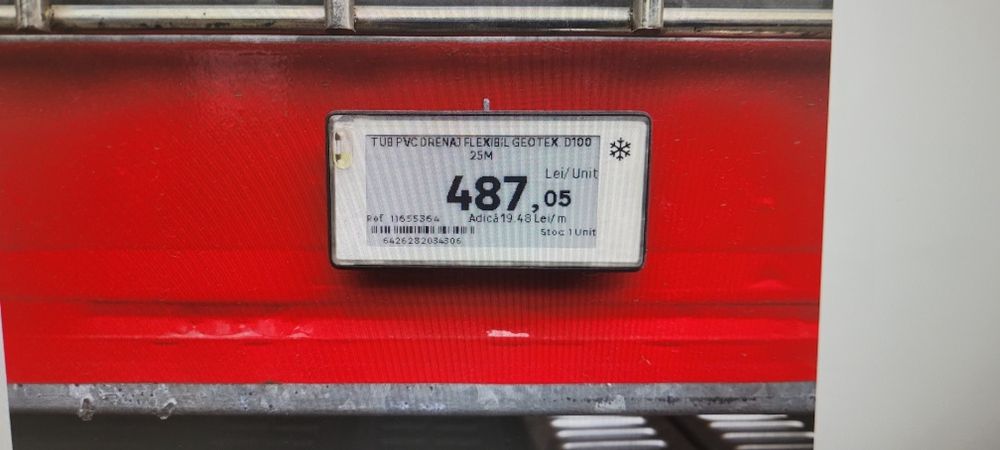 TUB PVC DRENAJ FLEXIBIL GEOTEX D100
25M
Lei/Unit
487,05
Ref 11655364 Adică 19.48 Lei/m
Stoc 1 Unit
6426282084306